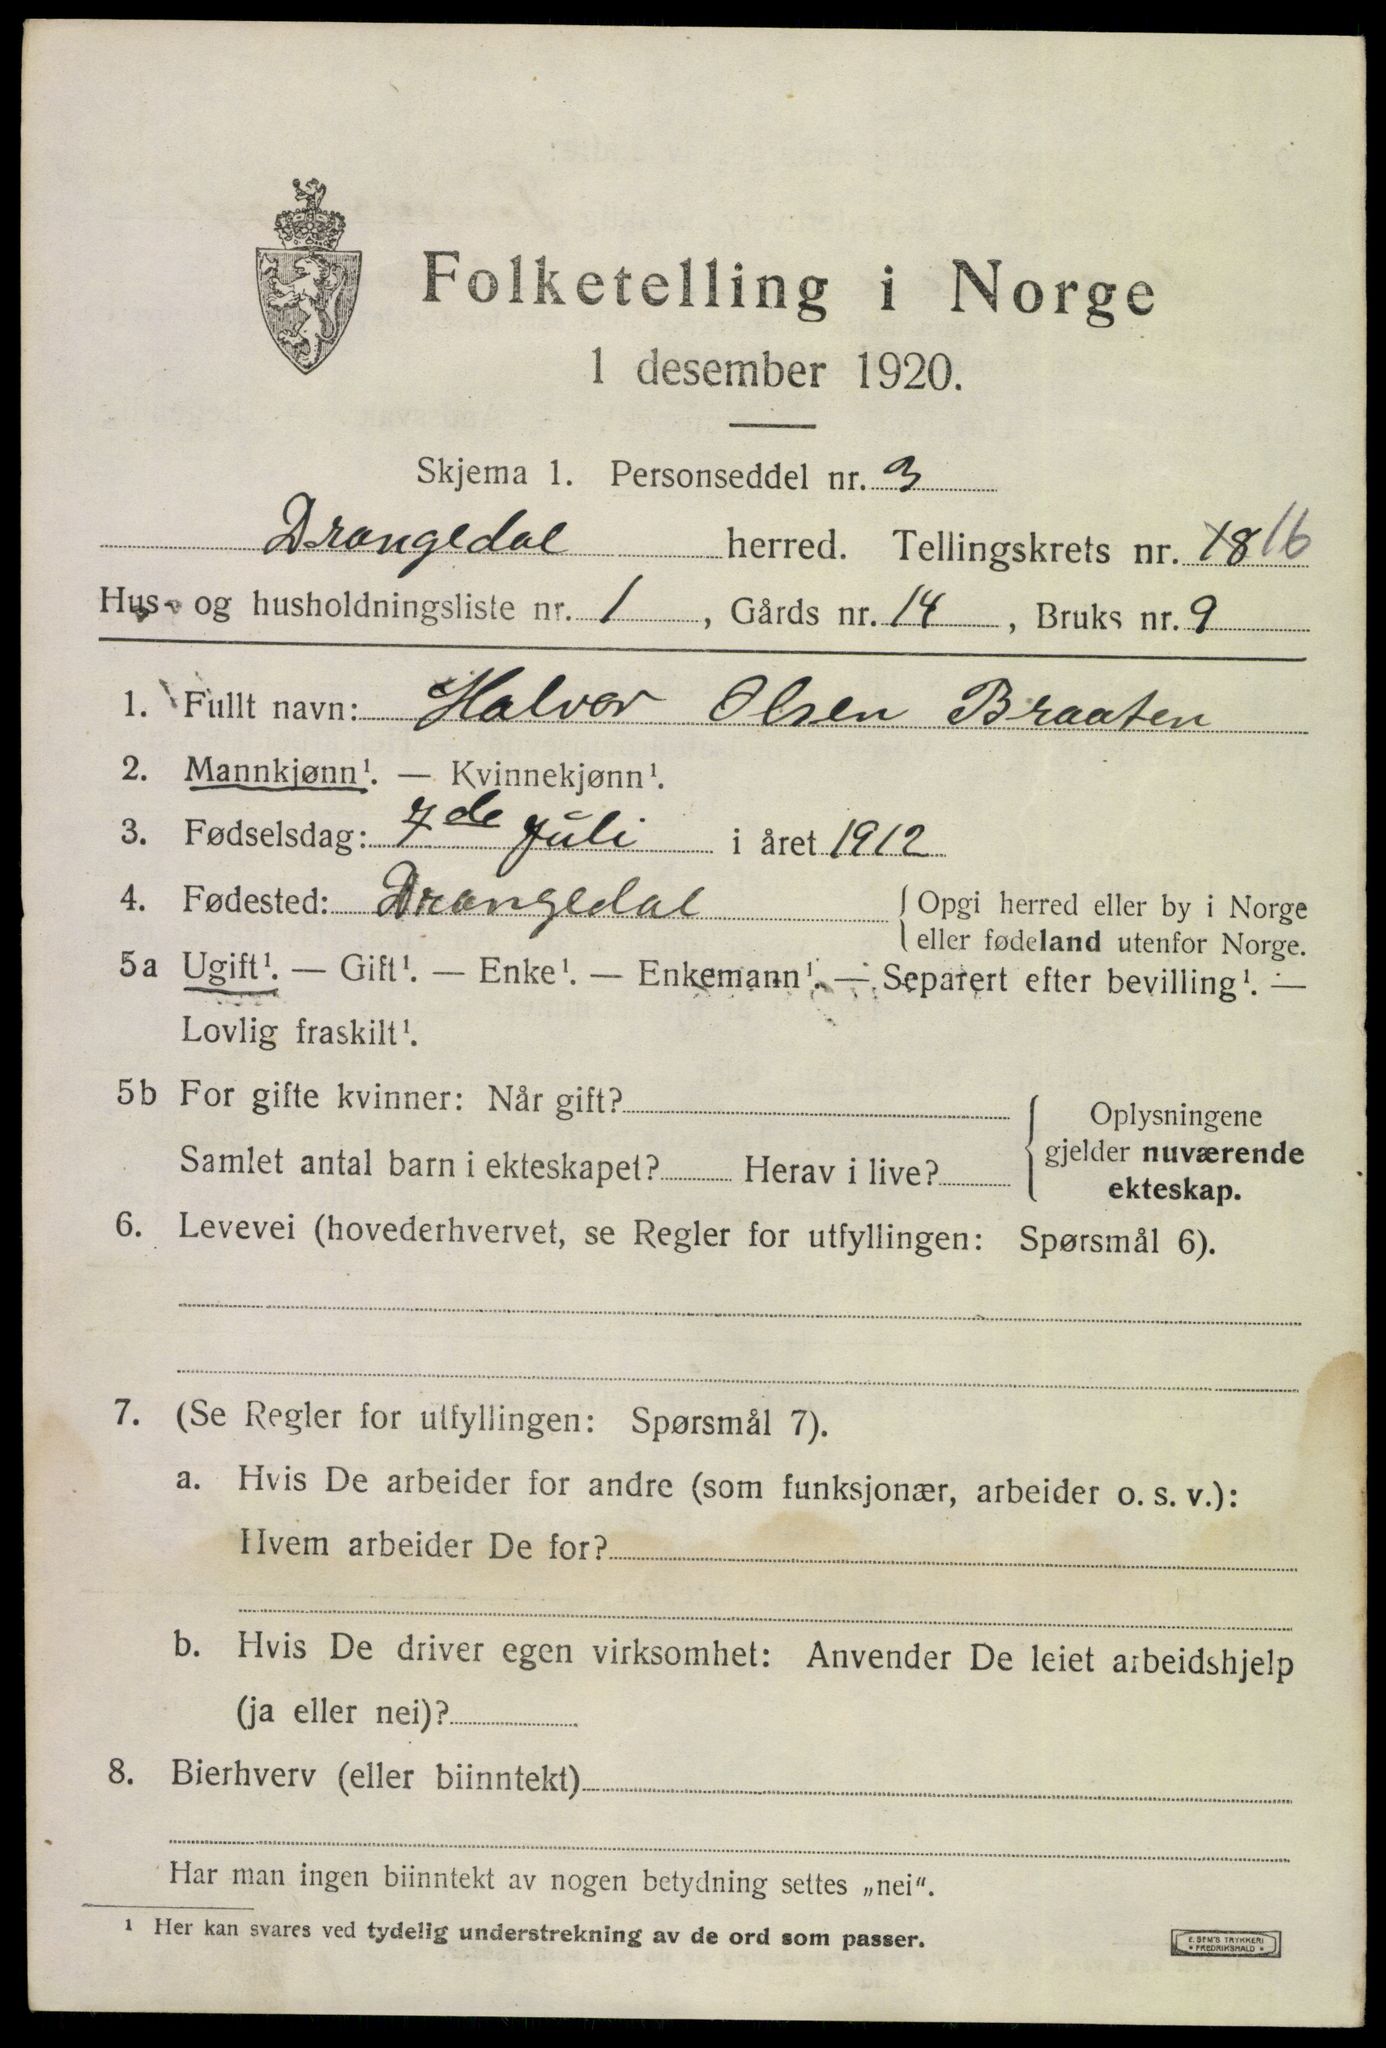 Folketelling i Norge
1 desember 1920.
Skjema 1. Personseddel nr. 3
Drangedal herred. Tellingskrets nr. 18 16
Hus- og husholdningsliste nr. 1, Gårds nr. 14, Bruks nr. 9
1. Fullt navn: Halvor Olsen Braaten
2. Mannkjønn¹. — Kvinnekjønn¹.
3. Fødselsdag: 7de Juli i året 1912
4. Fødested: Drangedal { Opgi herred eller by i Norge
eller fødeland utenfor Norge.
5a Ugift¹. — Gift¹. — Enke¹. — Enkemann¹. — Separert efter bevilling¹. —
Lovlig fraskilt¹.
5b For gifte kvinner: Når gift?
Samlet antal barn i ekteskapet? Herav i live?
{ Oplysningene
gjelder nuværende
ekteskap.
6. Levevei (hovederhvervet, se Regler for utfyllingen: Spørsmål 6).
7. (Se Regler for utfyllingen: Spørsmål 7).
a. Hvis De arbeider for andre (som funksjonær, arbeider o. s. v.):
Hvem arbeider De for?
b. Hvis De driver egen virksomhet: Anvender De leiet arbeidshjelp
(ja eller nei)?
8. Bierhverv (eller biinntekt)
Har man ingen biinntekt av nogen betydning settes „nei“.
¹ Her kan svares ved tydelig understrekning av de ord som passer.
E. SEM'S TRYKKERI
* FREDRIKSHALD *